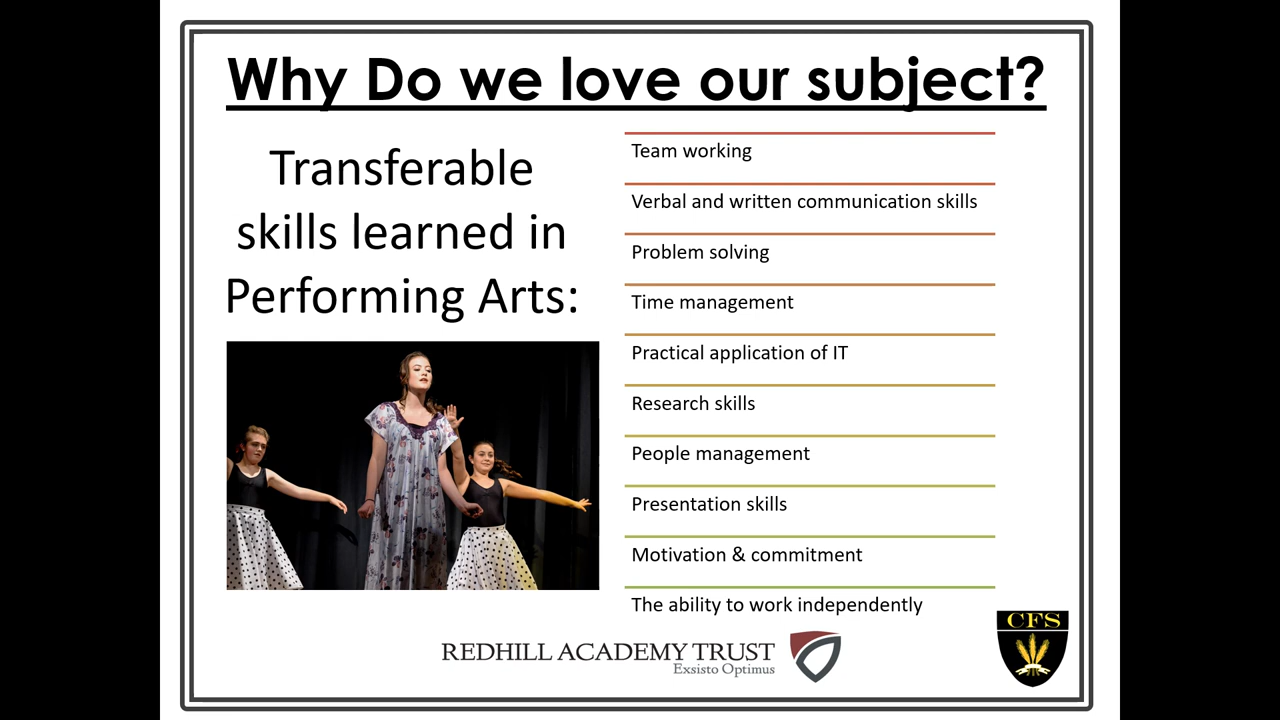 Why Do we love our subject?
Transferable
skills learned in
Performing Arts:
Team working
Verbal and written communication skills
Problem solving
Time management
Practical application of IT
Research skills
People management
Presentation skills
Motivation & commitment
The ability to work independently
REDHILL ACADEMY TRUST
Exsisto Optimus
CFS